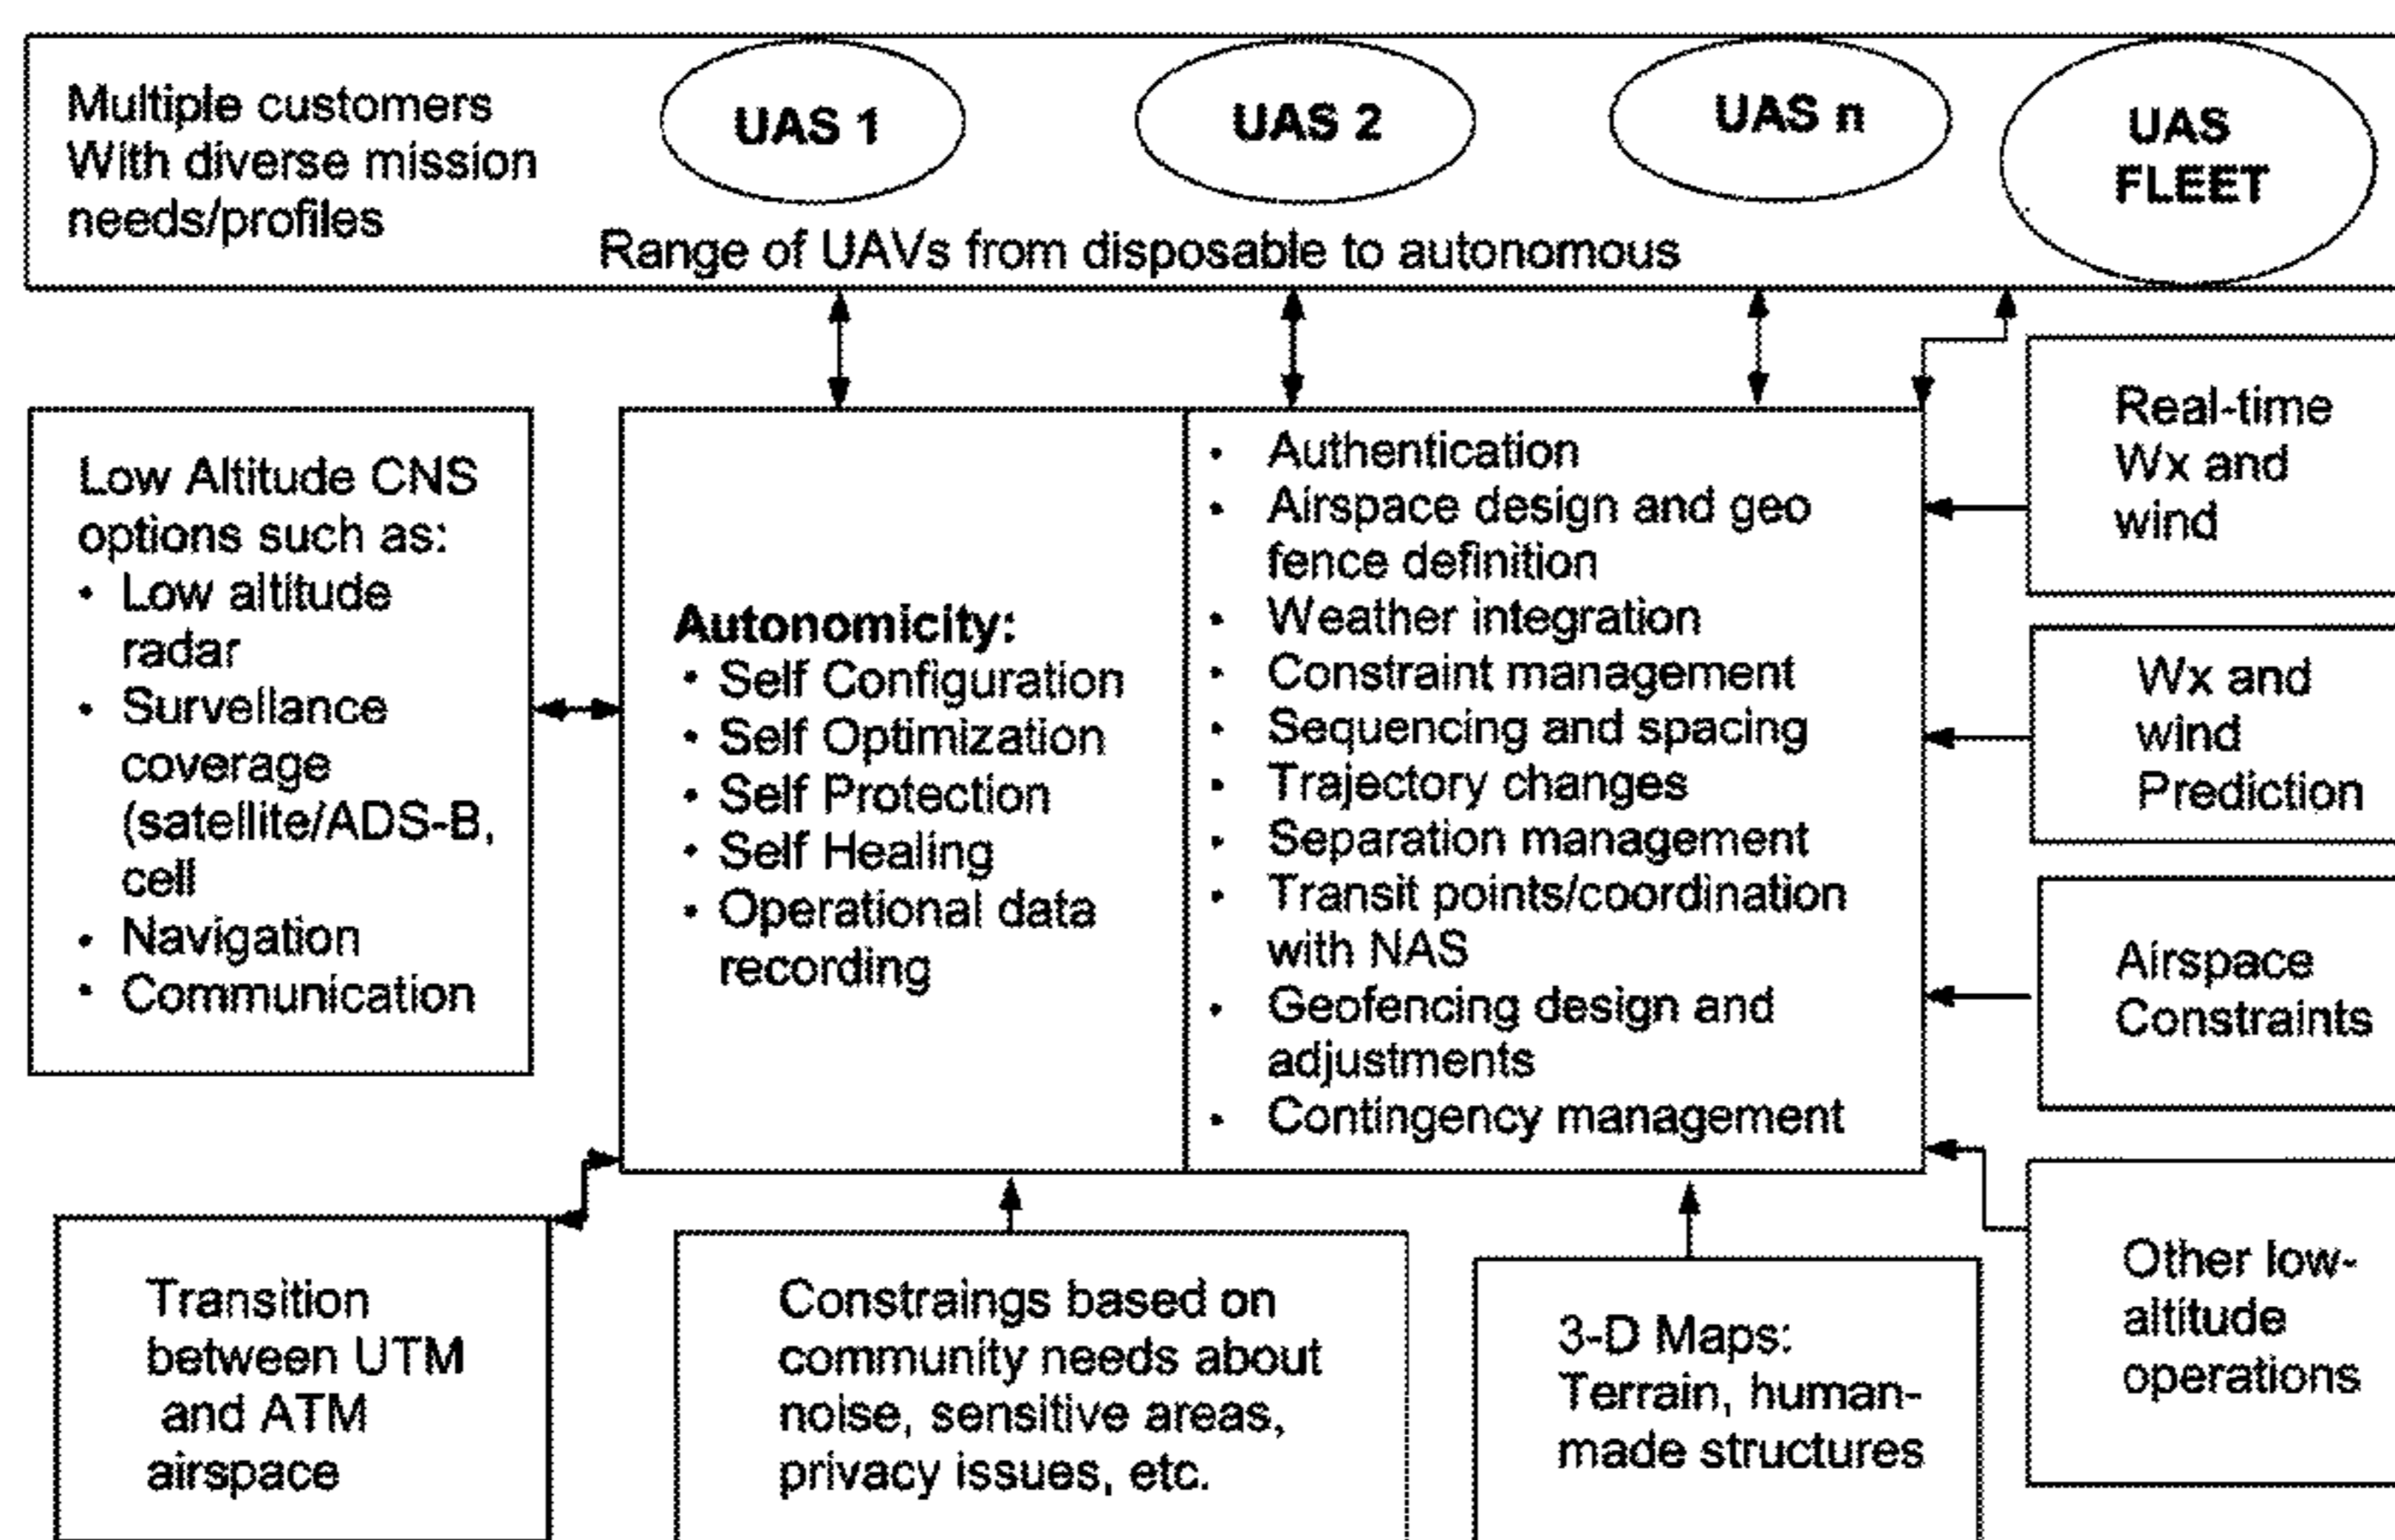 Multiple customers
With diverse mission
needs/profiles
UAS 1
UAS 2
UAS n
UAS
FLEET
Range of UAVs from disposable to autonomous
Low Altitude CNS
options such as:
• Low altitude
radar
• Survellance
coverage
(satellite/ADS-B,
cell
• Navigation
• Communication
Autonomicity:
• Self Configuration
• Self Optimization
• Self Protection
• Self Healing
• Operational data
recording
• Authentication
• Airspace design and geo
fence definition
• Weather integration
• Constraint management
• Sequencing and spacing
• Trajectory changes
• Separation management
• Transit points/coordination
with NAS
• Geofencing design and
adjustments
• Contingency management
Real-time
Wx and
wind
Wx and
wind
Prediction
Airspace
Constraints
Other low-
altitude
operations
Transition
between UTM
and ATM
airspace
Constraings based on
community needs about
noise, sensitive areas,
privacy issues, etc.
3-D Maps:
Terrain, human-
made structures